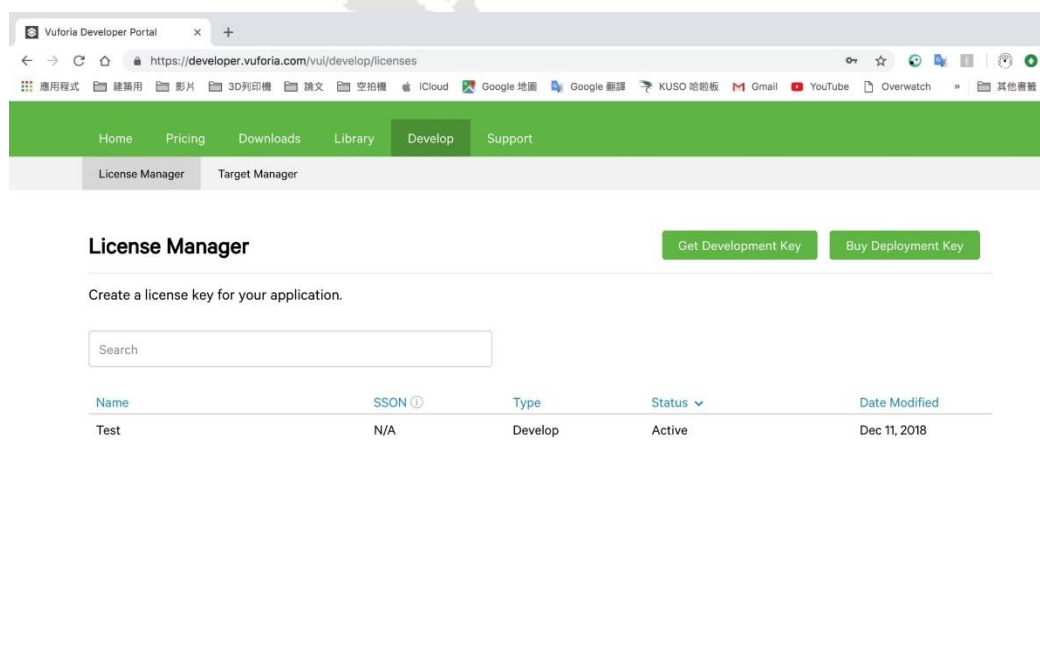 Vuforia Developer Portal
https://developer.vuforia.com/vui/develop/licenses
應用程式 建築用 影片 3D列印機 論文 空拍機 iCloud Google 地圖 Google 翻譯 KUSO 哈啦板 Gmail YouTube Overwatch » 其他書籤
Home Pricing Downloads Library Develop Support
License Manager Target Manager
License Manager Get Development Key Buy Deployment Key
Create a license key for your application.
Search
Name SSON Type Status Date Modified
Test N/A Develop Active Dec 11, 2018